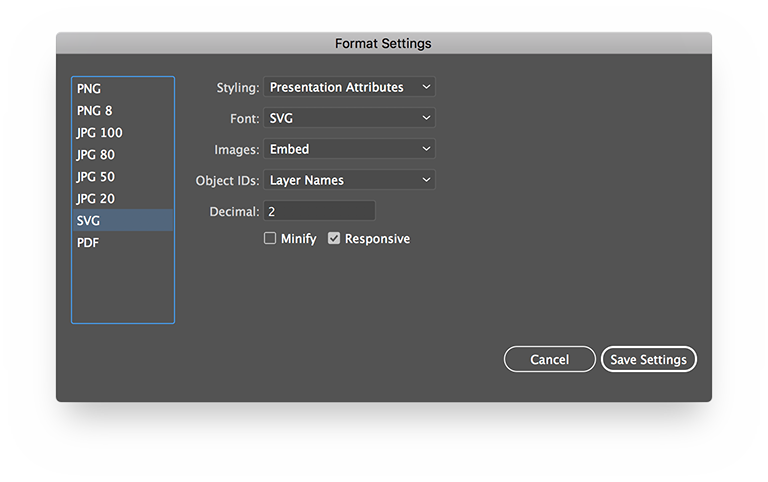 Format Settings
PNG
PNG 8
JPG 100
JPG 80
JPG 50
JPG 20
SVG
PDF
Styling: Presentation Attributes
Font: SVG
Images: Embed
Object IDs: Layer Names
Decimal: 2
Minify Responsive
Cancel Save Settings